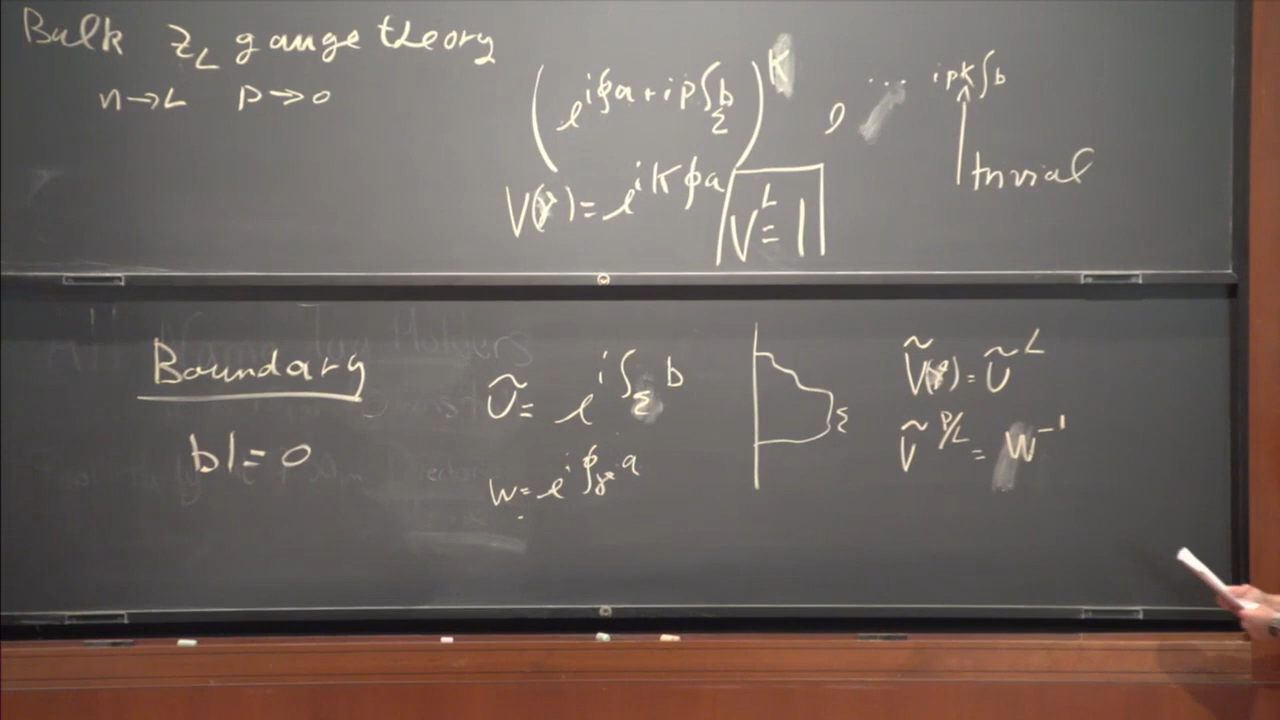 Bulk Z_L gauge theory
n→L p→0
(e^{i∮a+ip∫_Σ b})^K , ... ipK∫b
trivial
V(γ)=e^{iK∮a}
V^L=1
Boundary
b|=0
Ũ=e^{i∫_Σ b}
W=e^{i∮_γ a}
Σ
Ṽ(γ)=Ũ^L
Ṽ^{P/L}=W^{-1}